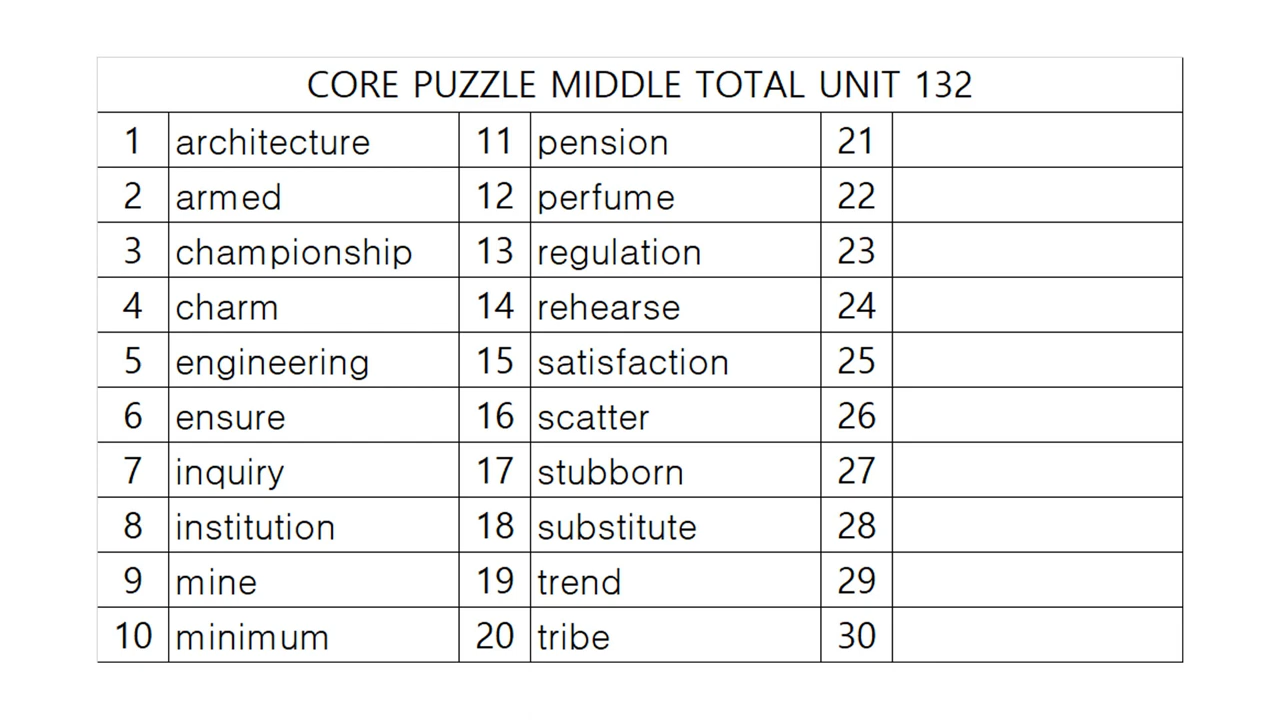 CORE PUZZLE MIDDLE TOTAL UNIT 132
1 architecture 11 pension 21
2 armed 12 perfume 22
3 championship 13 regulation 23
4 charm 14 rehearse 24
5 engineering 15 satisfaction 25
6 ensure 16 scatter 26
7 inquiry 17 stubborn 27
8 institution 18 substitute 28
9 mine 19 trend 29
10 minimum 20 tribe 30